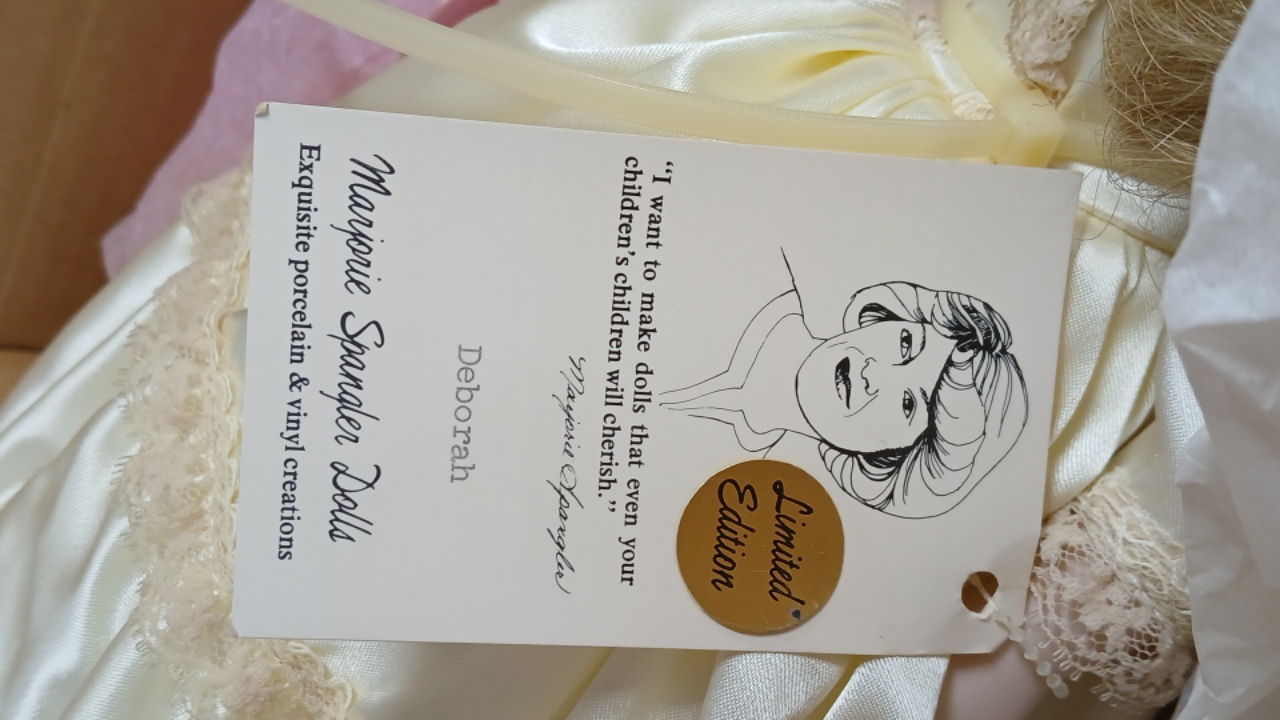 Limited
Edition
“I want to make dolls that even your
children’s children will cherish.”
Marjorie Spangler
Deborah
Marjorie Spangler Dolls
Exquisite porcelain & vinyl creations